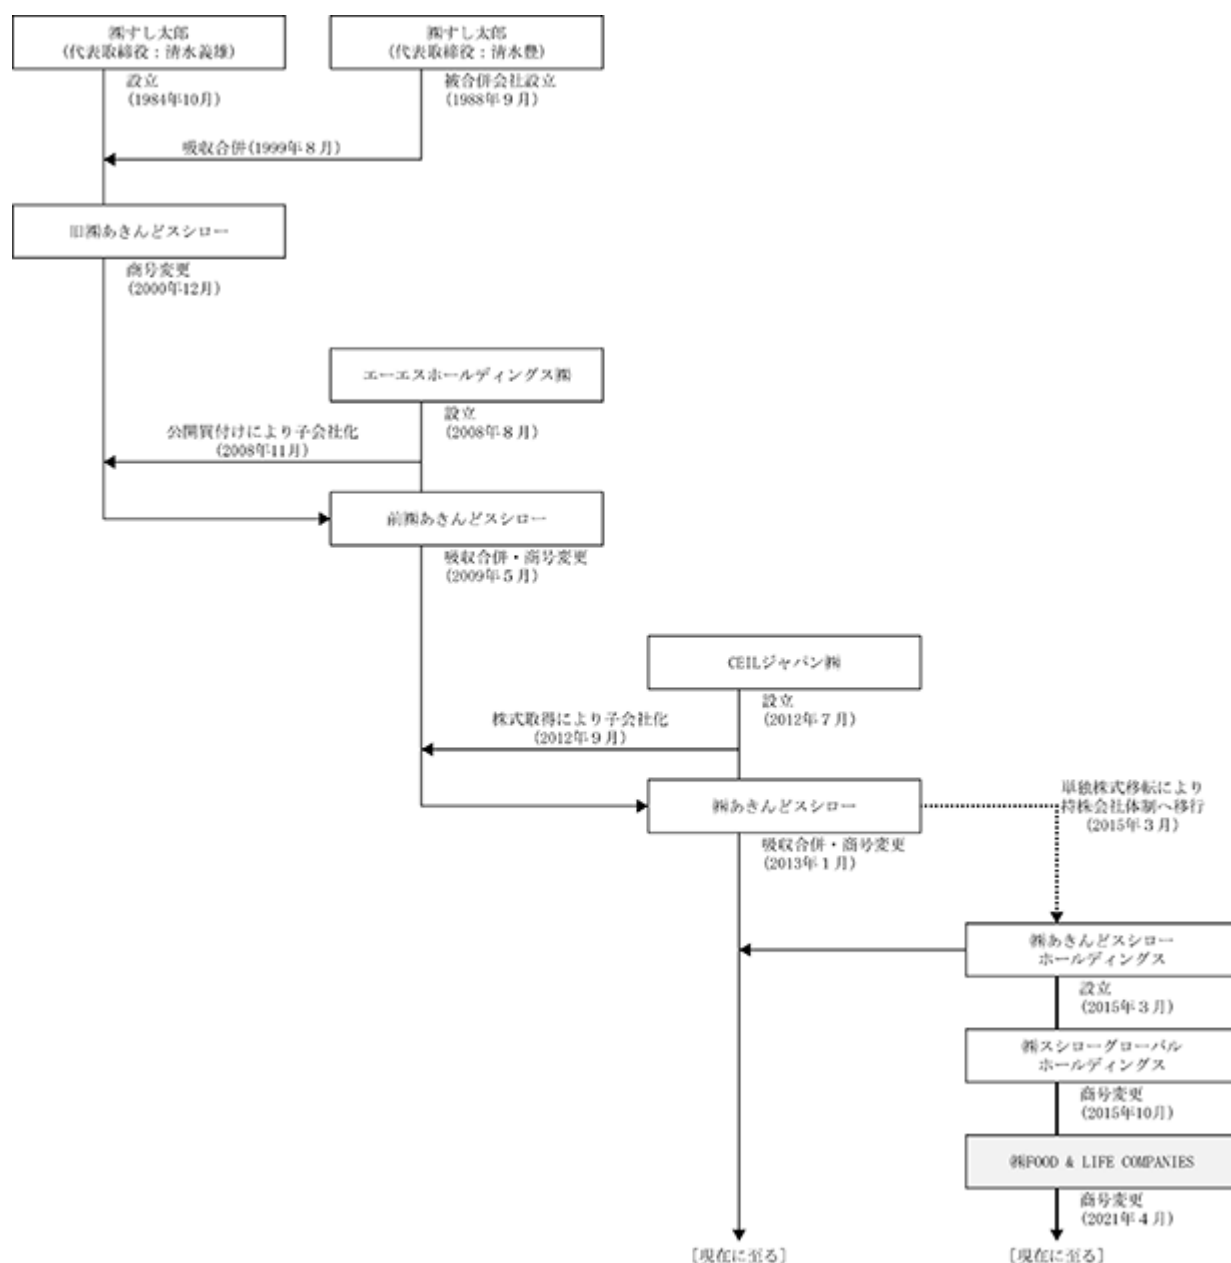 ㈱すし太郎
(代表取締役:清水義雄)
㈱すし太郎
(代表取締役:清水豊)
設立
(1984年10月)
被合併会社設立
(1988年9月)
吸収合併(1999年8月)
旧㈱あきんどスシロー
商号変更
(2000年12月)
エーエスホールディングス㈱
設立
(2008年8月)
公開買付けにより子会社化
(2008年11月)
前㈱あきんどスシロー
吸収合併・商号変更
(2009年5月)
CEILジャパン㈱
設立
(2012年7月)
株式取得により子会社化
(2012年9月)
㈱あきんどスシロー
吸収合併・商号変更
(2013年1月)
単独株式移転により
持株会社体制へ移行
(2015年3月)
㈱あきんどスシロー
ホールディングス
設立
(2015年3月)
㈱スシローグローバル
ホールディングス
商号変更
(2015年10月)
㈱FOOD & LIFE COMPANIES
商号変更
(2021年4月)
[現在に至る]
[現在に至る]